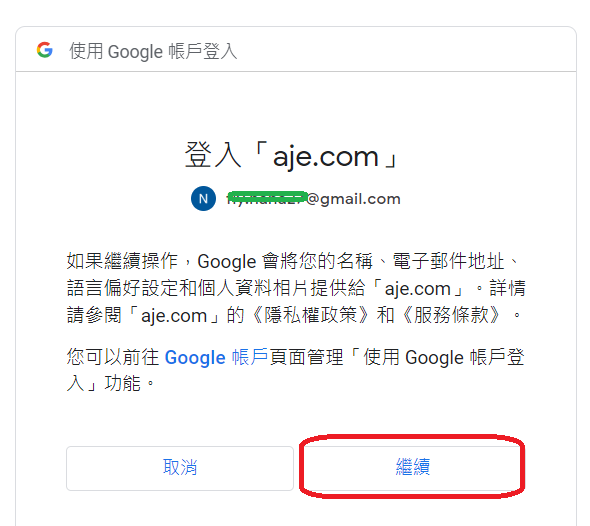 使用 Google 帳戶登入
登入「aje.com」
N @gmail.com
如果繼續操作，Google 會將您的名稱、電子郵件地址、
語言偏好設定和個人資料相片提供給「aje.com」。詳情
請參閱「aje.com」的《隱私權政策》和《服務條款》。
您可以前往 Google 帳戶頁面管理「使用 Google 帳戶登
入」功能。
取消 繼續